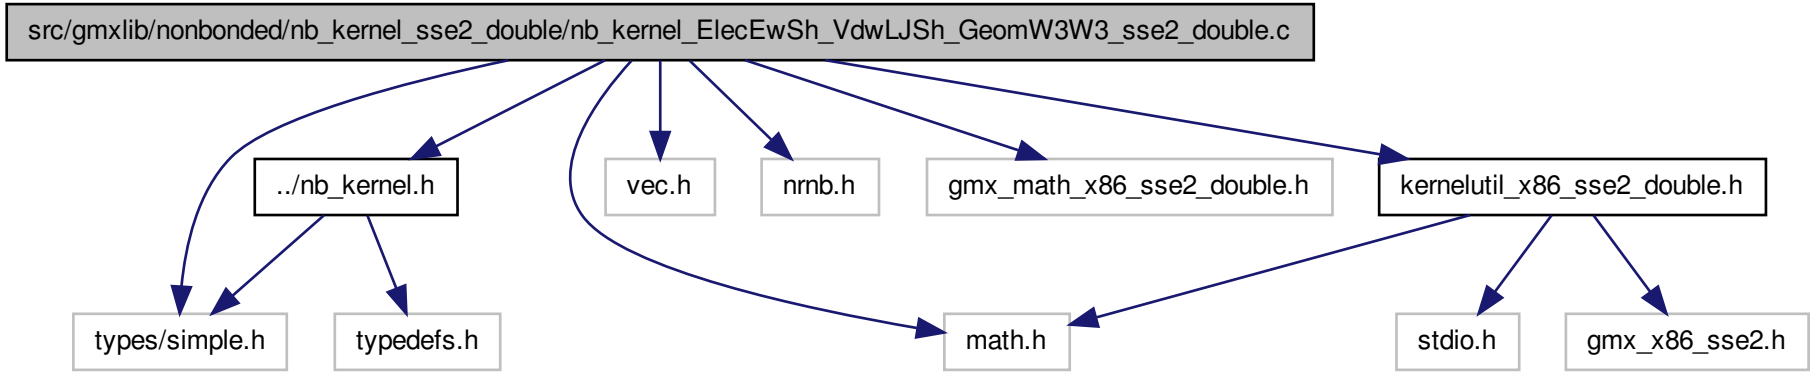 src/gmxlib/nonbonded/nb_kernel_sse2_double/nb_kernel_ElecEwSh_VdwLJSh_GeomW3W3_sse2_double.c
../nb_kernel.h
vec.h
nrnb.h
gmx_math_x86_sse2_double.h
kernelutil_x86_sse2_double.h
types/simple.h
typedefs.h
math.h
stdio.h
gmx_x86_sse2.h